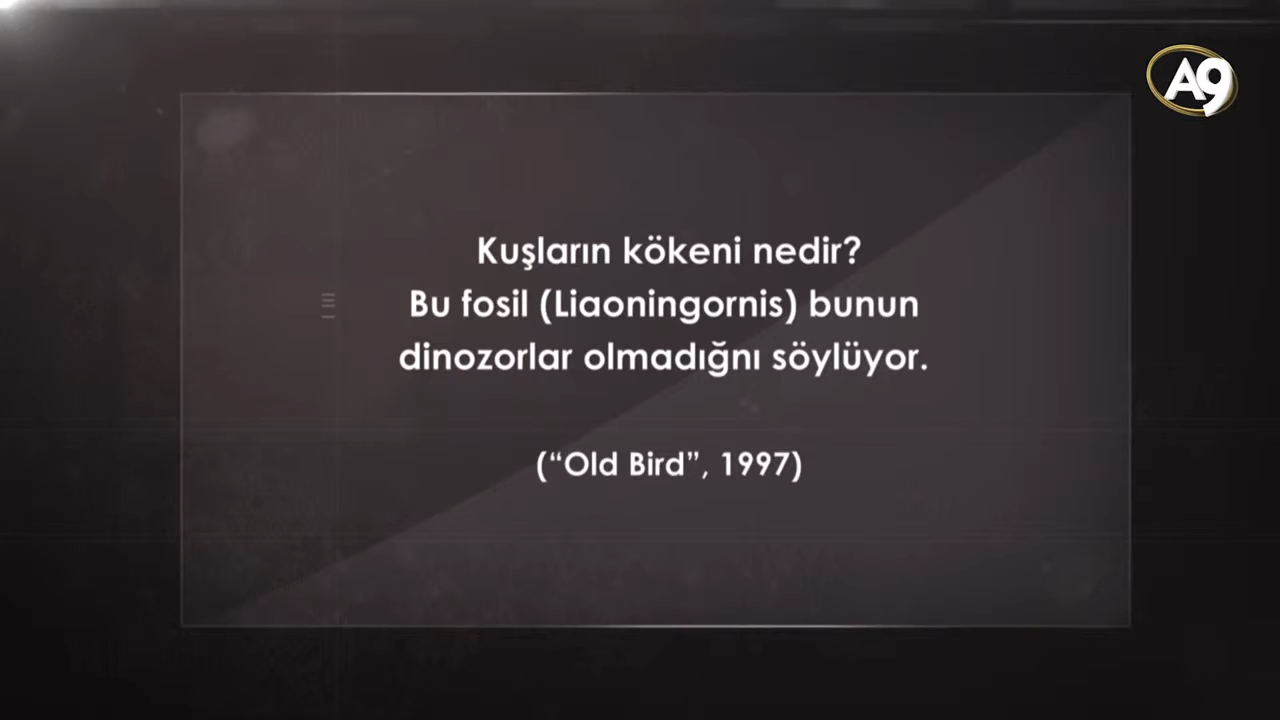 A9
Kuşların kökeni nedir?
Bu fosil (Liaoningornis) bunun
dinozorlar olmadığnı söylüyor.
(“Old Bird”, 1997)